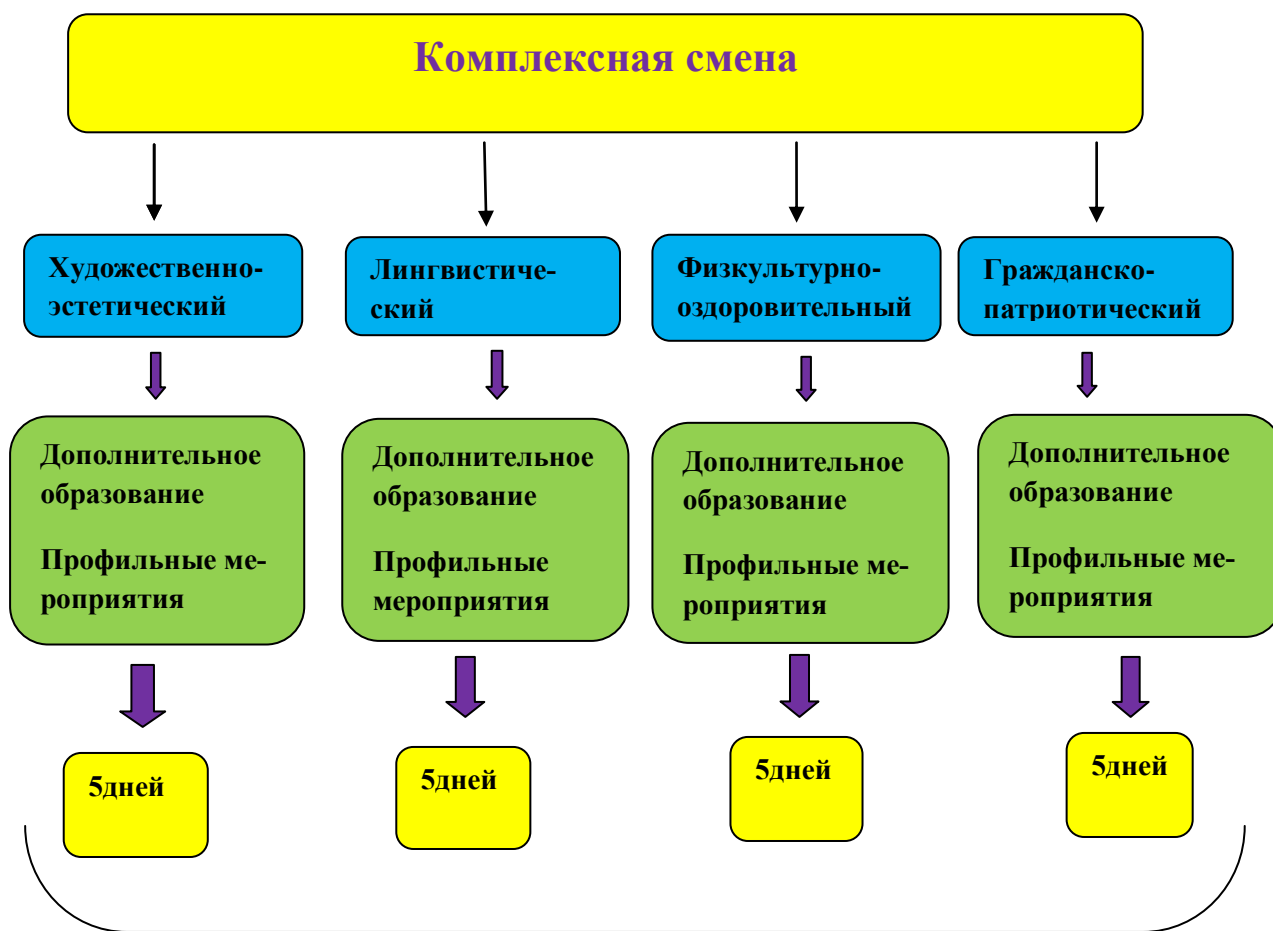 Комплексная смена
Художественно-
эстетический
Лингвистиче-
ский
Физкультурно-
оздоровительный
Гражданско-
патриотический
Дополнительное
образование
Профильные ме-
роприятия
Дополнительное
образование
Профильные
мероприятия
Дополнительное
образование
Профильные ме-
роприятия
Дополнительное
образование
Профильные ме-
роприятия
5дней
5дней
5дней
5дней